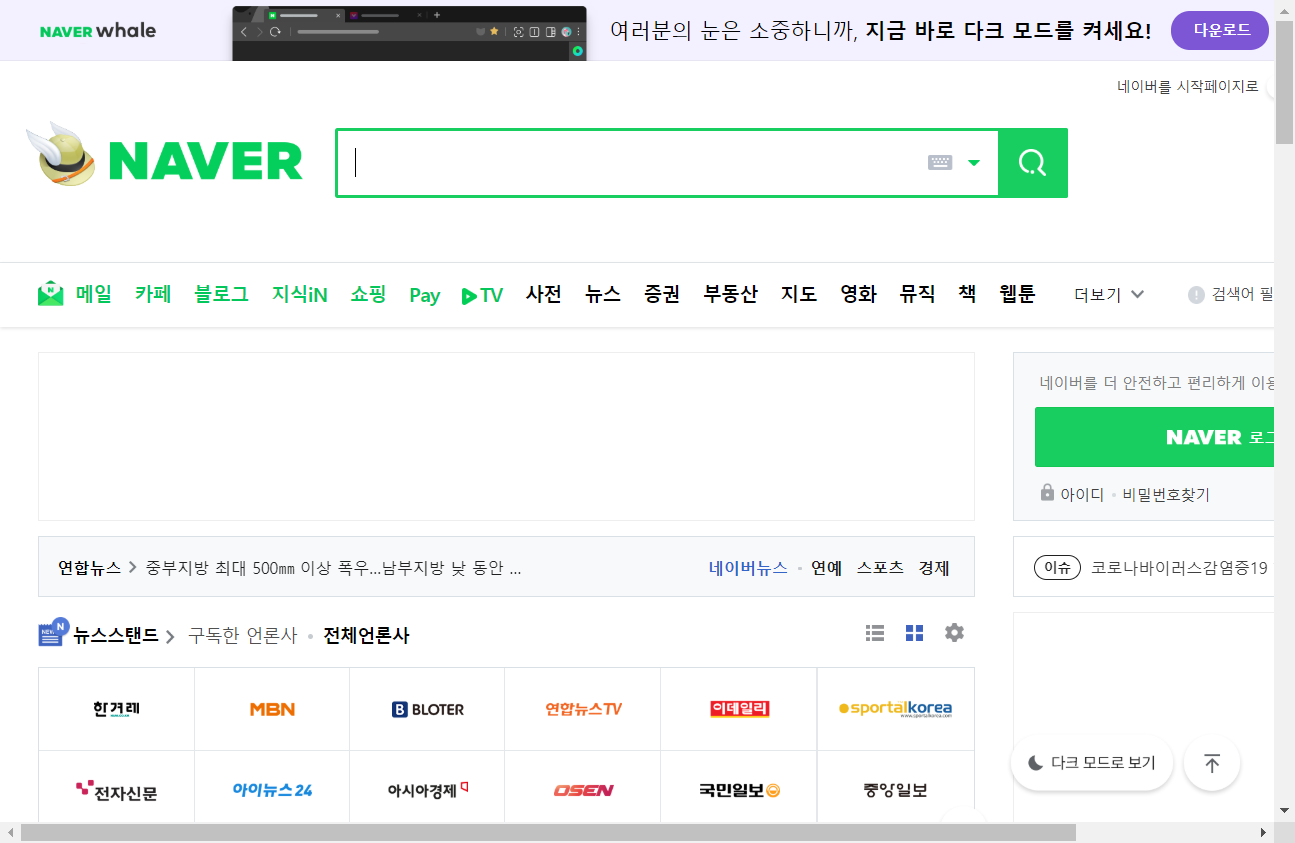 NAVER whale
여러분의 눈은 소중하니까, 지금 바로 다크 모드를 켜세요!
다운로드
네이버를 시작페이지로
NAVER
메일 카페 블로그 지식iN 쇼핑 Pay TV 사전 뉴스 증권 부동산 지도 영화 뮤직 책 웹툰 더보기 검색어 필
네이버를 더 안전하고 편리하게 이용
NAVER 로그
아이디 비밀번호찾기
연합뉴스 중부지방 최대 500㎜ 이상 폭우...남부지방 낮 동안 ... 네이버뉴스 연예 스포츠 경제
이슈 코로나바이러스감염증19
뉴스스탠드 구독한 언론사 전체언론사
한겨레 MBN B BLOTER 연합뉴스TV 이데일리 sportalkorea
www.sportalkorea.com
전자신문 아이뉴스24 아시아경제 OSEN 국민일보 중앙일보
다크 모드로 보기